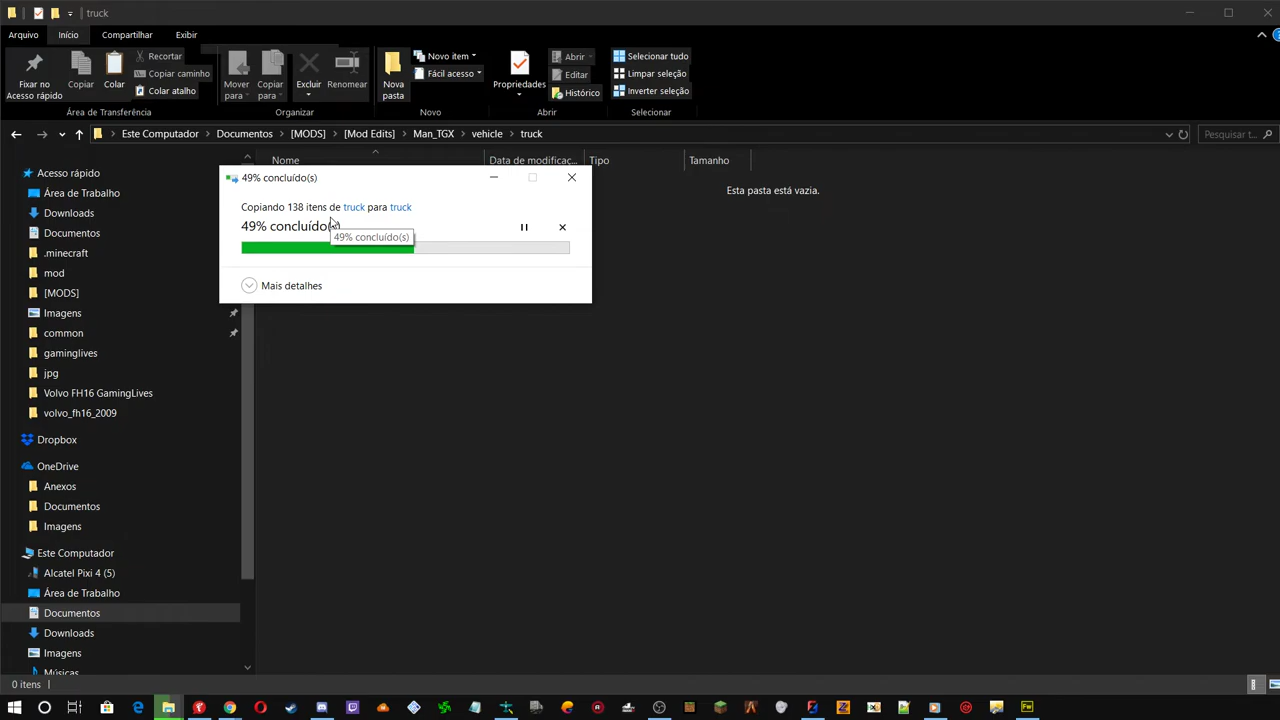 truck
Arquivo Início Compartilhar Exibir
Fixar no Acesso rápido
Copiar
Colar
Recortar
Copiar caminho
Colar atalho
Mover para
Copiar para
Excluir
Renomear
Nova pasta
Novo item
Fácil acesso
Propriedades
Abrir
Editar
Histórico
Selecionar tudo
Limpar seleção
Inverter seleção
Área de Transferência Organizar Novo Abrir Selecionar
Este Computador Documentos [MODS] [Mod Edits] Man_TGX vehicle truck
Pesquisar t...
Nome Data de modificaç... Tipo Tamanho
Esta pasta está vazia.
49% concluído(s)
Copiando 138 itens de truck para truck
49% concluído(s)
49% concluído(s)
Mais detalhes
Acesso rápido
Área de Trabalho
Downloads
Documentos
.minecraft
mod
[MODS]
Imagens
common
gaminglives
jpg
Volvo FH16 GamingLives
volvo_fh16_2009
Dropbox
OneDrive
Anexos
Documentos
Imagens
Este Computador
Alcatel Pixi 4 (5)
Área de Trabalho
Documentos
Downloads
Imagens
Músicas
0 itens